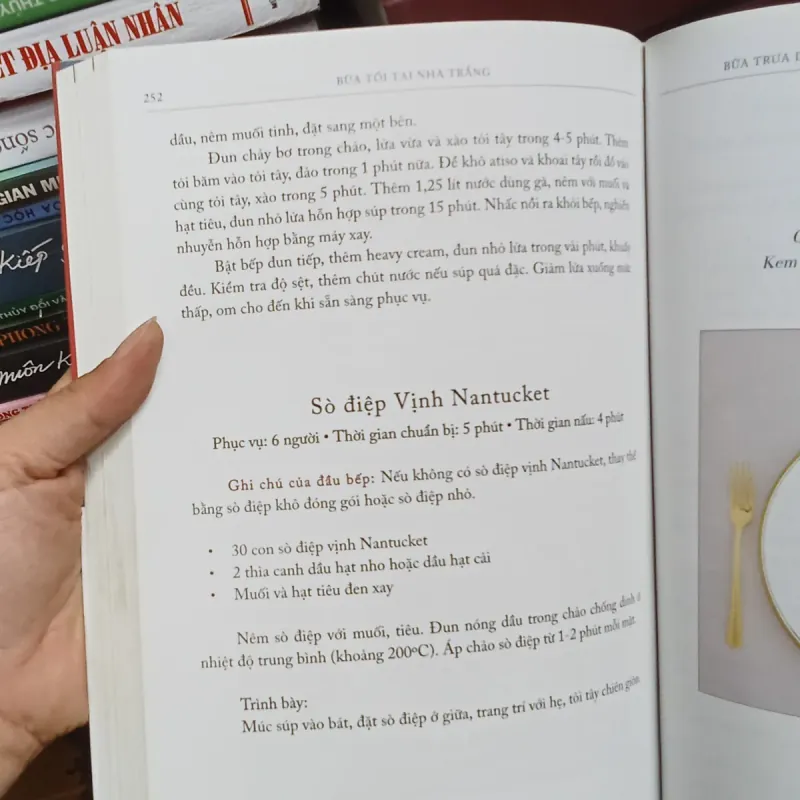 ỊA LUẬN NHÂN
GIAN
Kiếp
PHONG
muôn K
BỮA TỐI TẠI NHÀ TRẮNG
252
dầu, nêm muối tinh, đặt sang một bên.
Đun chảy bơ trong chảo, lửa vừa và xào tỏi tây trong 4-5 phút. Thêm
tỏi băm vào tỏi tây, đảo trong 1 phút nữa. Để khô atiso và khoai tây rồi đổ vào
cùng tỏi tây, xào trong 5 phút. Thêm 1,25 lít nước dùng gà, nêm với muối và
hạt tiêu, đun nhỏ lửa hỗn hợp súp trong 15 phút. Nhấc nồi ra khỏi bếp, nghiền
nhuyễn hỗn hợp bằng máy xay.
Bật bếp đun tiếp, thêm heavy cream, đun nhỏ lửa trong vài phút, khuấy
đều. Kiểm tra độ sệt, thêm chút nước nếu súp quá đặc. Giảm lửa xuống mức
thấp, om cho đến khi sẵn sàng phục vụ.
Sò điệp Vịnh Nantucket
Phục vụ: 6 người • Thời gian chuẩn bị: 5 phút • Thời gian nấu: 4 phút
Ghi chú của đầu bếp: Nếu không có sò điệp vịnh Nantucket, thay thế
bằng sò điệp khô đóng gói hoặc sò điệp nhỏ.
• 30 con sò điệp vịnh Nantucket
• 2 thìa canh dầu hạt nho hoặc dầu hạt cải
• Muối và hạt tiêu đen xay
Nêm sò điệp với muối, tiêu. Đun nóng dầu trong chảo chống dính ở
nhiệt độ trung bình (khoảng 200ºC). Áp chảo sò điệp từ 1-2 phút mỗi mặt.
Trình bày:
Múc súp vào bát, đặt sò điệp ở giữa, trang trí với hẹ, tỏi tây chiên giòn.
BỮA TRƯA
Kem